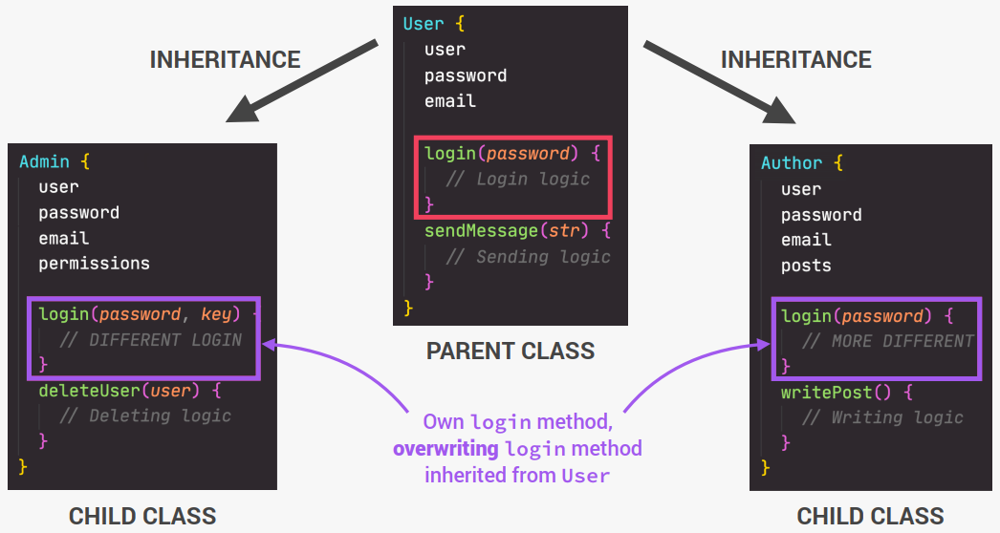 INHERITANCE
INHERITANCE
User {
user
password
email
login(password) {
// Login logic
}
sendMessage(str) {
// Sending logic
}
}
PARENT CLASS
Admin {
user
password
email
permissions
login(password, key) {
// DIFFERENT LOGIN
}
deleteUser(user) {
// Deleting logic
}
}
CHILD CLASS
Author {
user
password
email
posts
login(password) {
// MORE DIFFERENT
}
writePost() {
// Writing logic
}
}
CHILD CLASS
Own login method,
overwriting login method
inherited from User